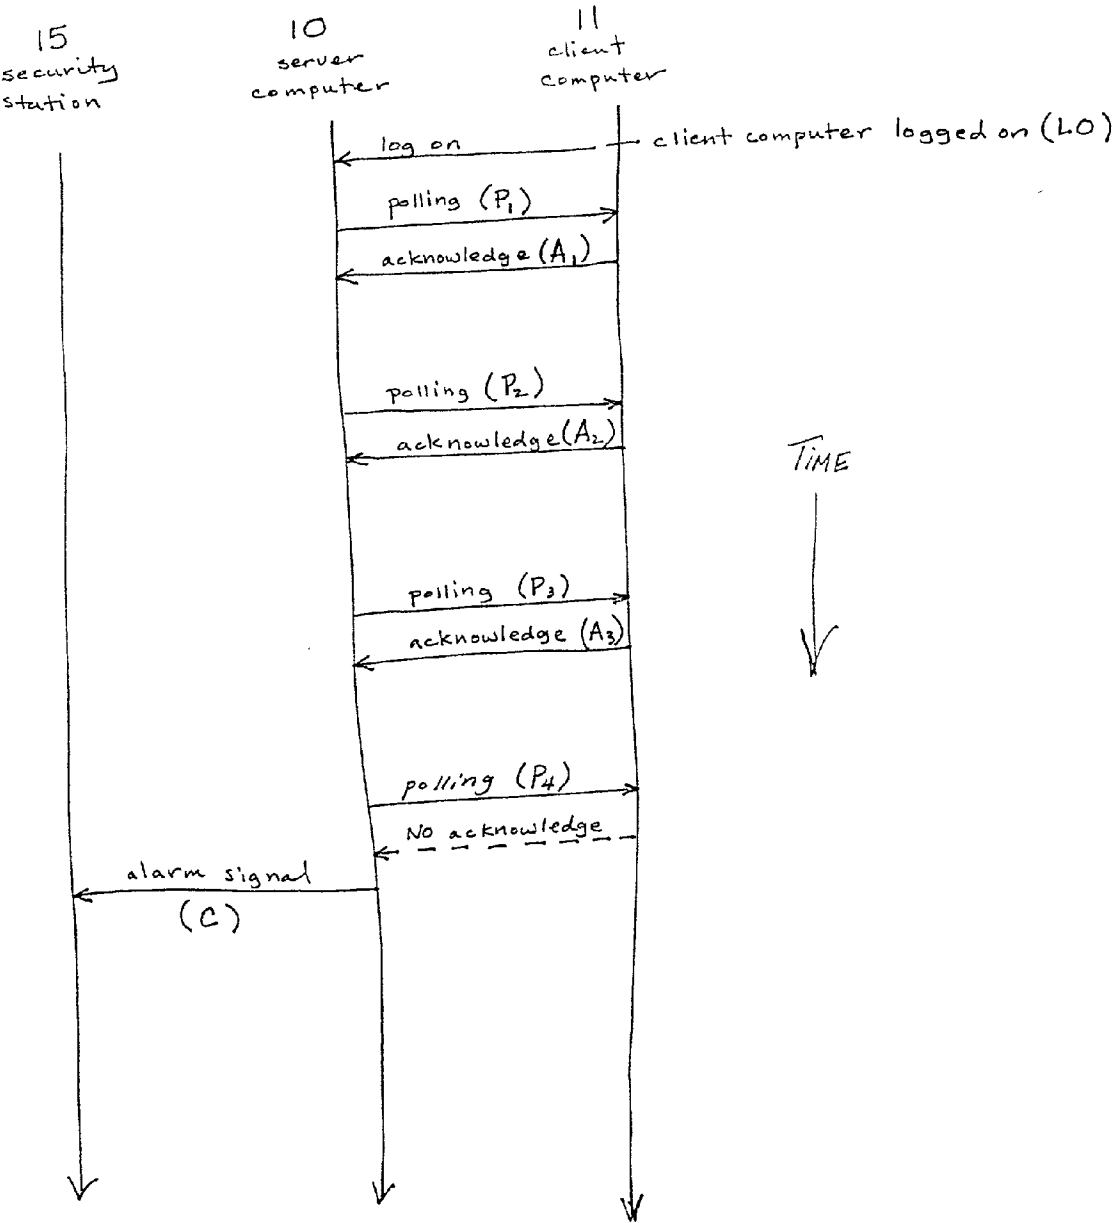 15
security
station
10
server
computer
11
client
computer
log on
client computer logged on (LO)
polling (P1)
acknowledge (A1)
polling (P2)
acknowledge (A2)
TIME
polling (P3)
acknowledge (A3)
polling (P4)
No acknowledge
alarm signal
(C)